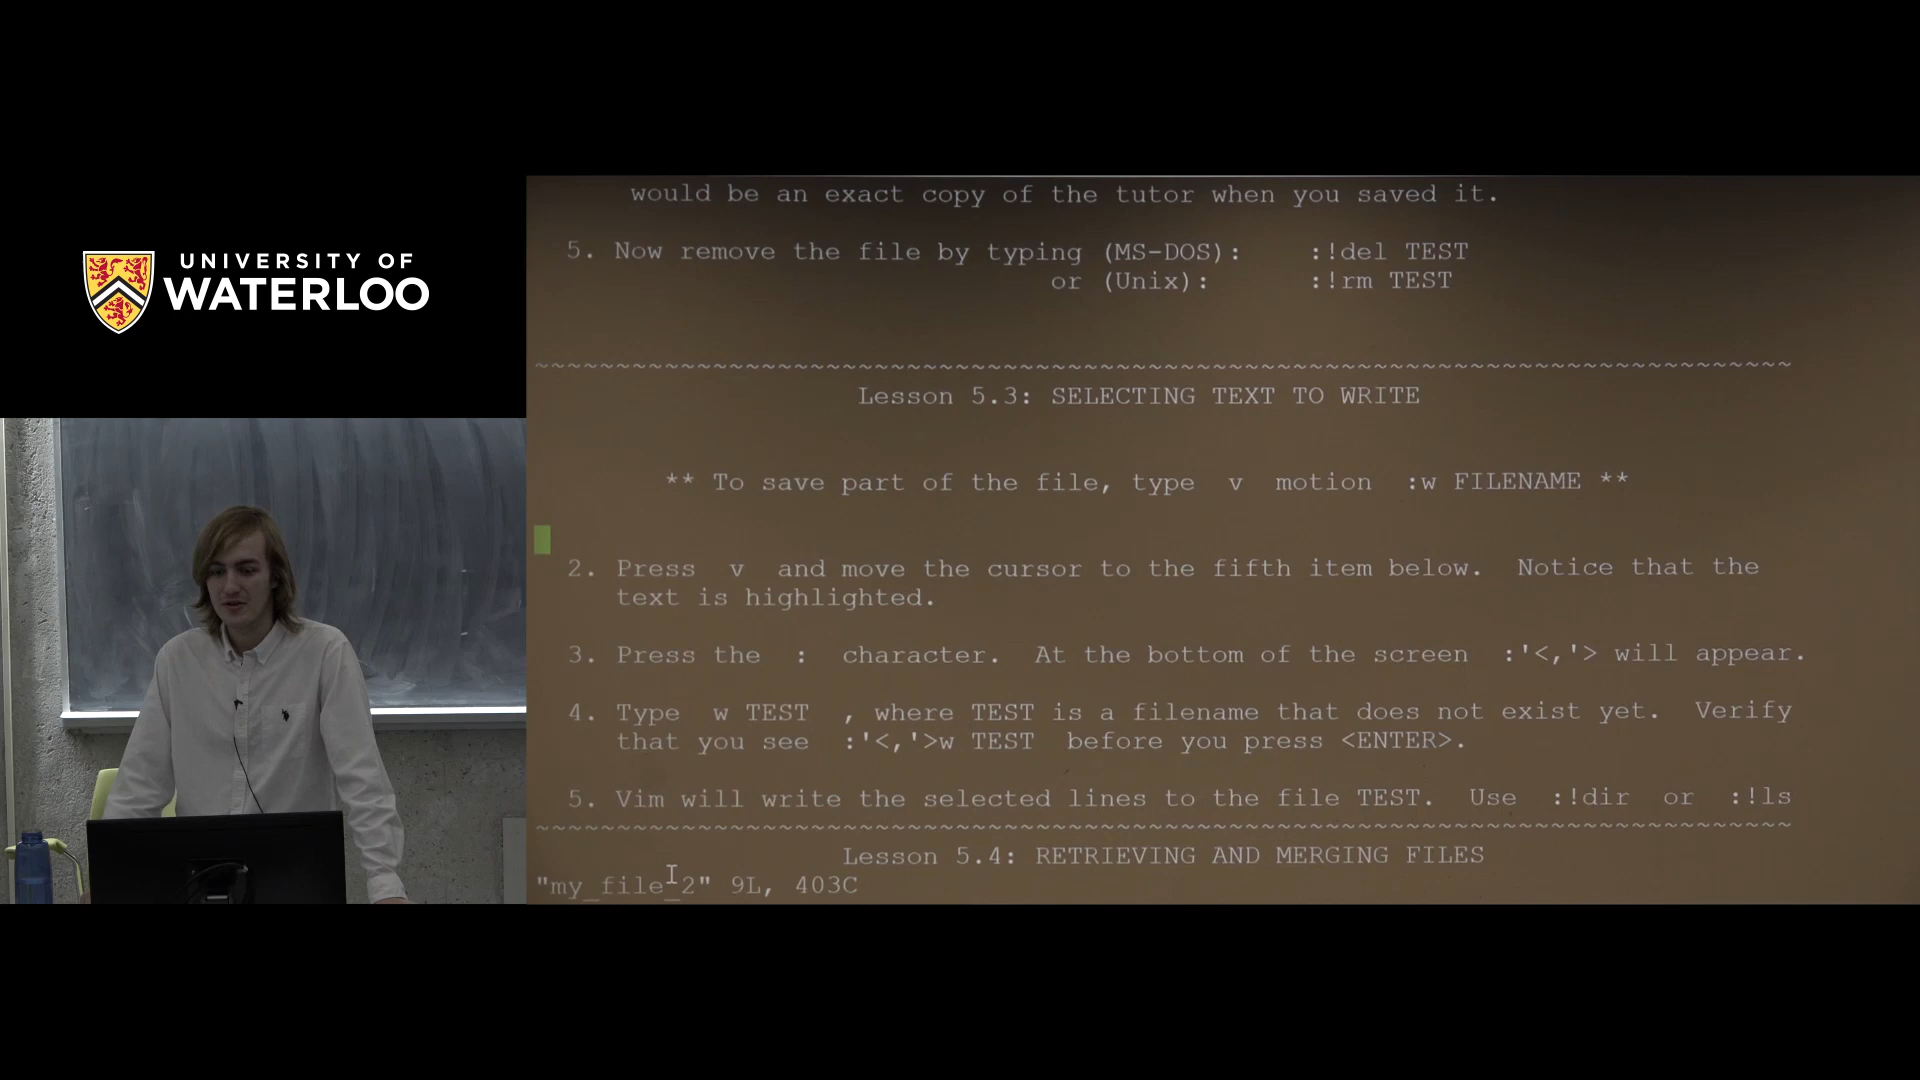 UNIVERSITY OF
WATERLOO
would be an exact copy of the tutor when you saved it.
5. Now remove the file by typing (MS-DOS): :!del TEST
or (Unix): :!rm TEST
~~~~~~~~~~~~~~~~~~~~~~~~~~~~~~~~~~~~~~~~~~~~~~~~~~~~~~~~~~~~~~~~~~~~~~~~~~~~~~
Lesson 5.3: SELECTING TEXT TO WRITE
** To save part of the file, type v motion :w FILENAME **
2. Press v and move the cursor to the fifth item below. Notice that the
text is highlighted.
3. Press the : character. At the bottom of the screen :'<,'> will appear.
4. Type w TEST , where TEST is a filename that does not exist yet. Verify
that you see :'<,'>w TEST before you press <ENTER>.
5. Vim will write the selected lines to the file TEST. Use :!dir or :!ls
~~~~~~~~~~~~~~~~~~~~~~~~~~~~~~~~~~~~~~~~~~~~~~~~~~~~~~~~~~~~~~~~~~~~~~~~~~~~~~
Lesson 5.4: RETRIEVING AND MERGING FILES
"my_file_2" 9L, 403C